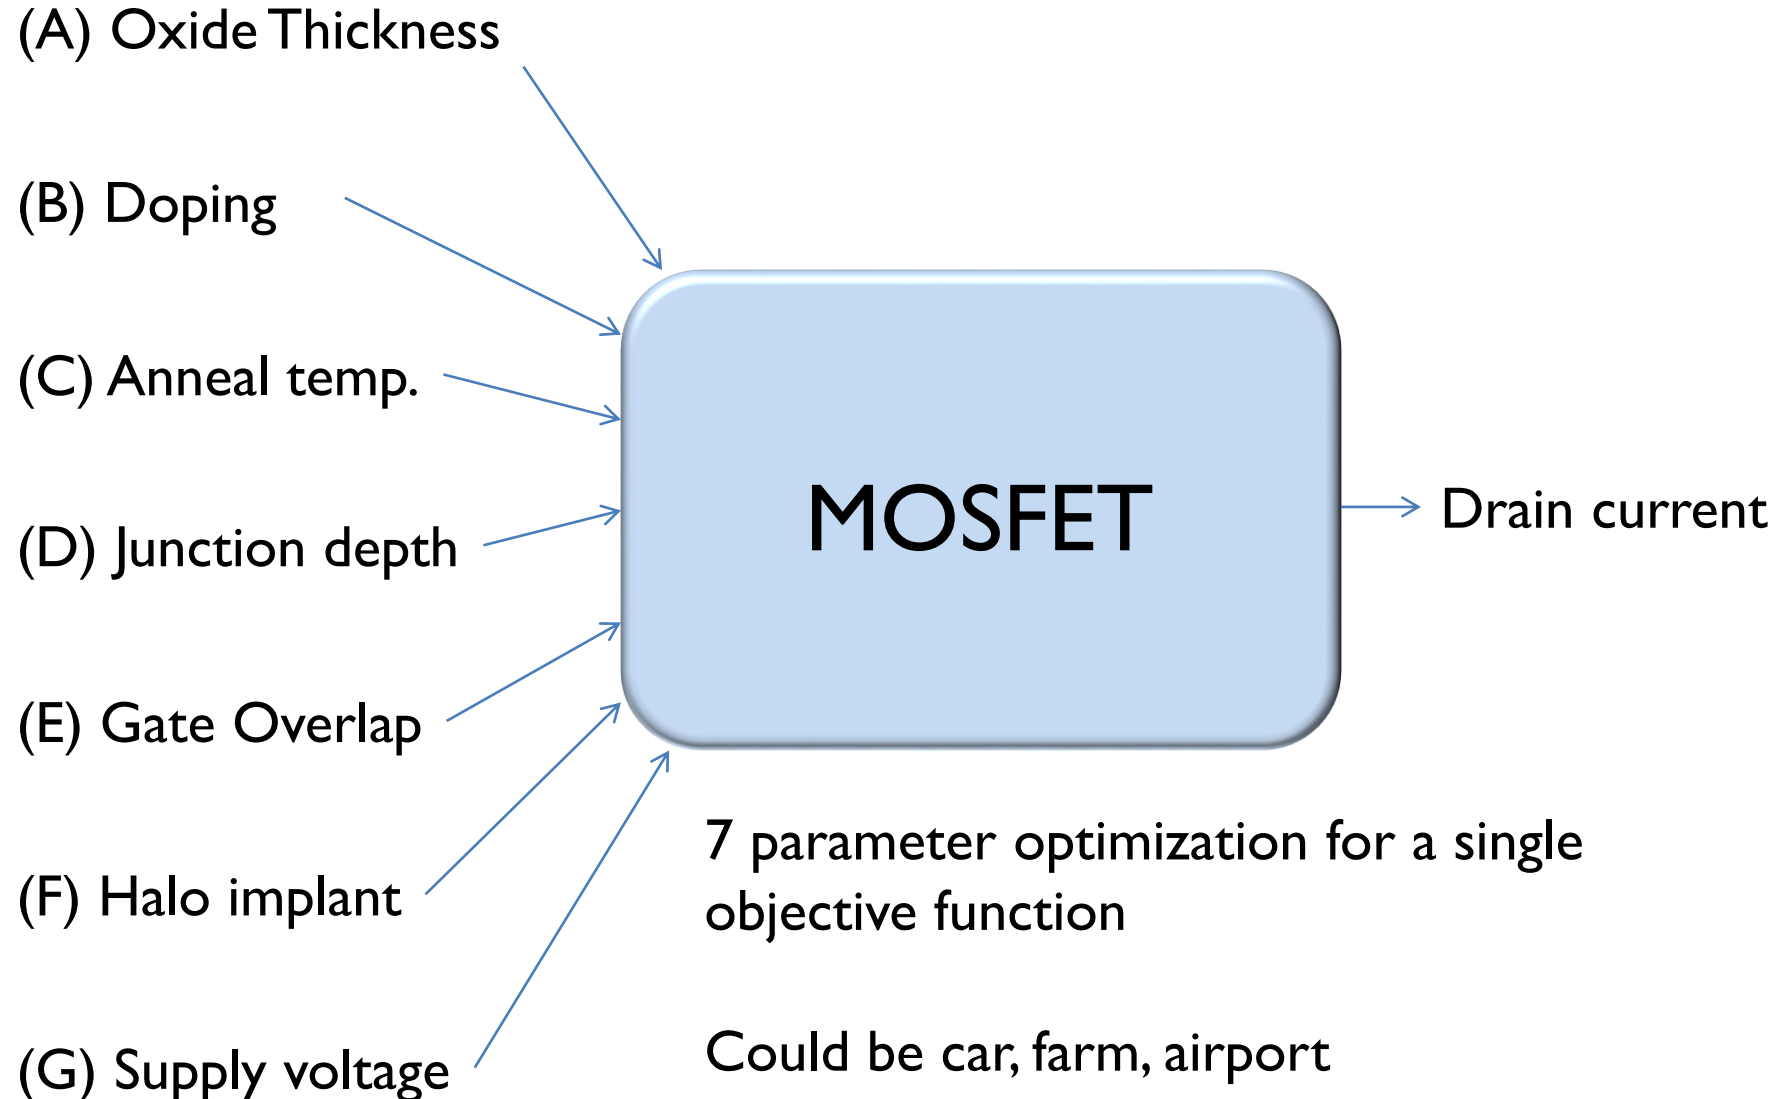 (A) Oxide Thickness
(B) Doping
(C) Anneal temp.
(D) Junction depth
(E) Gate Overlap
(F) Halo implant
(G) Supply voltage
MOSFET
Drain current
7 parameter optimization for a single
objective function
Could be car, farm, airport